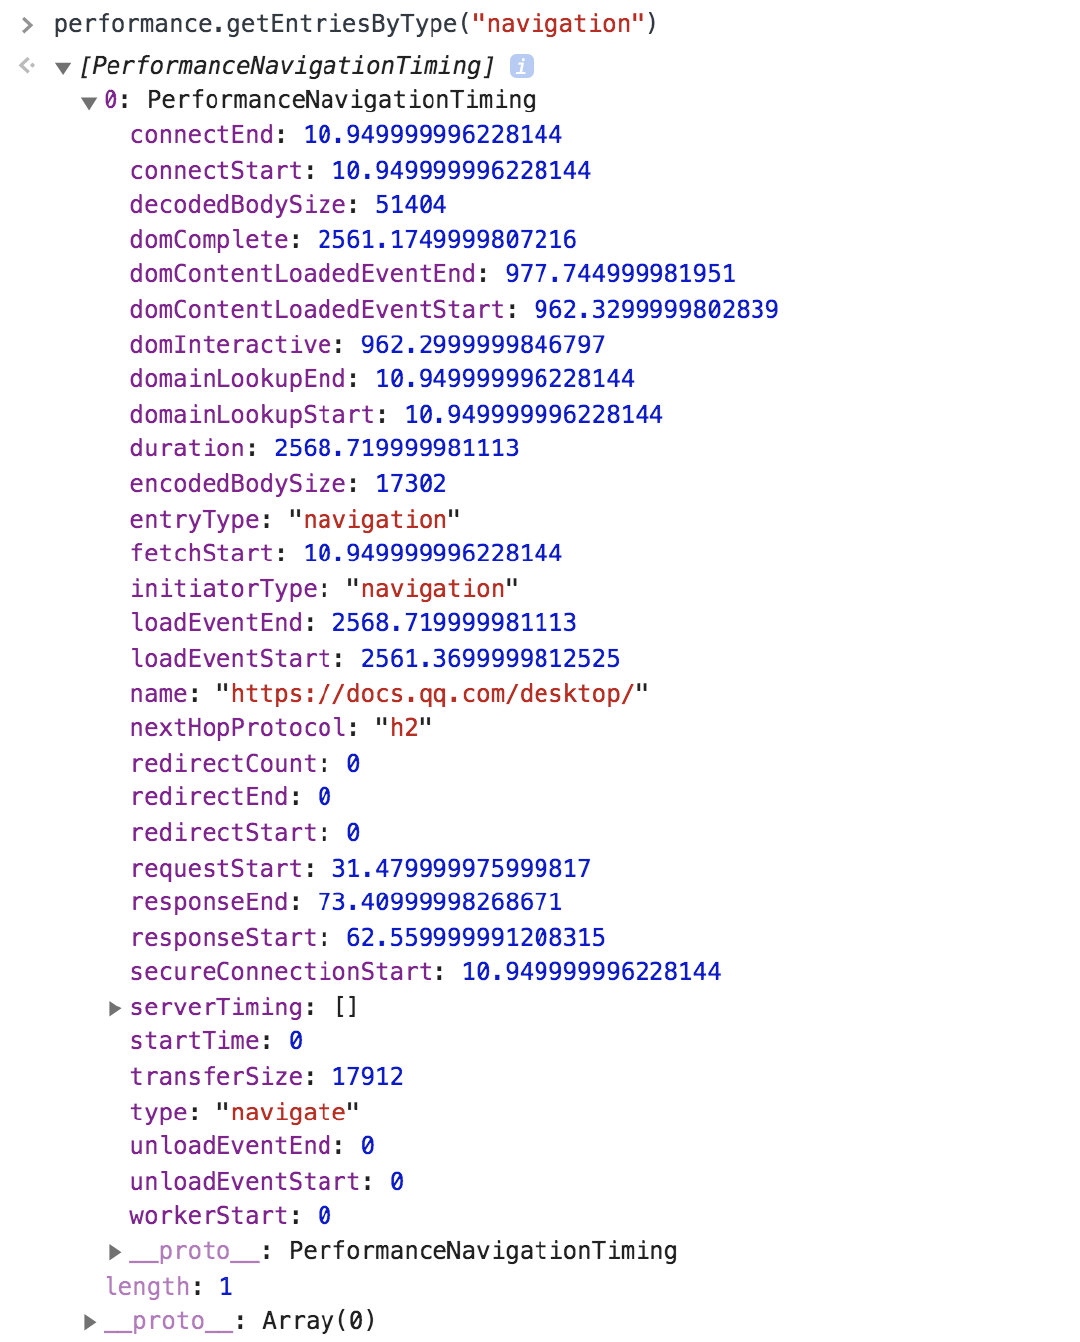 > performance.getEntriesByType("navigation")
<· ▼ [PerformanceNavigationTiming] i
▼ 0: PerformanceNavigationTiming
connectEnd: 10.949999996228144
connectStart: 10.949999996228144
decodedBodySize: 51404
domComplete: 2561.1749999807216
domContentLoadedEventEnd: 977.744999981951
domContentLoadedEventStart: 962.3299999802839
domInteractive: 962.2999999846797
domainLookupEnd: 10.949999996228144
domainLookupStart: 10.949999996228144
duration: 2568.719999981113
encodedBodySize: 17302
entryType: "navigation"
fetchStart: 10.949999996228144
initiatorType: "navigation"
loadEventEnd: 2568.719999981113
loadEventStart: 2561.3699999812525
name: "https://docs.qq.com/desktop/"
nextHopProtocol: "h2"
redirectCount: 0
redirectEnd: 0
redirectStart: 0
requestStart: 31.479999975999817
responseEnd: 73.40999998268671
responseStart: 62.559999991208315
secureConnectionStart: 10.949999996228144
▶ serverTiming: []
startTime: 0
transferSize: 17912
type: "navigate"
unloadEventEnd: 0
unloadEventStart: 0
workerStart: 0
▶ __proto__: PerformanceNavigationTiming
length: 1
▶ __proto__: Array(0)